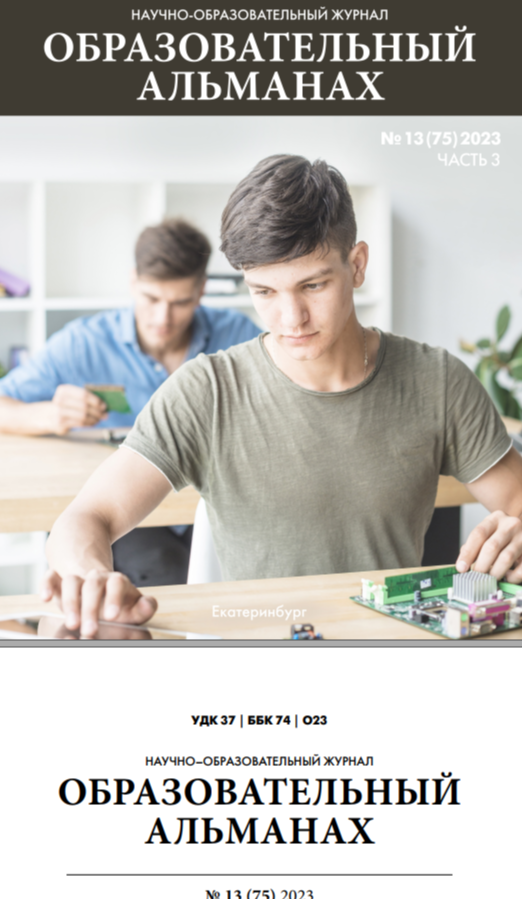 НАУЧНО-ОБРАЗОВАТЕЛЬНЫЙ ЖУРНАЛ
ОБРАЗОВАТЕЛЬНЫЙ
АЛЬМАНАХ
№ 13 (75) 2023
ЧАСТЬ 3
Екатеринбург
УДК 37 | ББК 74 | О23
НАУЧНО–ОБРАЗОВАТЕЛЬНЫЙ ЖУРНАЛ
ОБРАЗОВАТЕЛЬНЫЙ
АЛЬМАНАХ
№ 13 (75) 2023